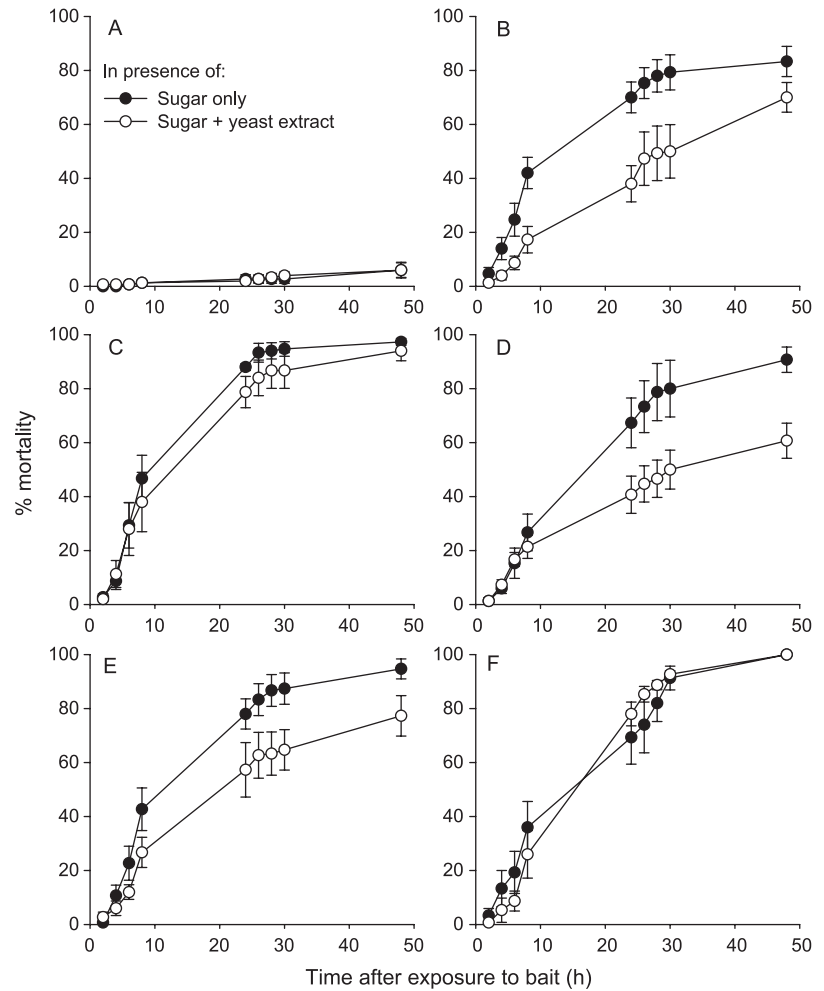 A
In presence of:
Sugar only
Sugar + yeast extract
100
80
60
40
20
0
0 10 20 30 40 50
B
100
80
60
40
20
0
0 10 20 30 40 50
C
100
80
60
40
20
0
0 10 20 30 40 50
D
100
80
60
40
20
0
0 10 20 30 40 50
E
100
80
60
40
20
0
0 10 20 30 40 50
F
100
80
60
40
20
0
0 10 20 30 40 50
% mortality
Time after exposure to bait (h)